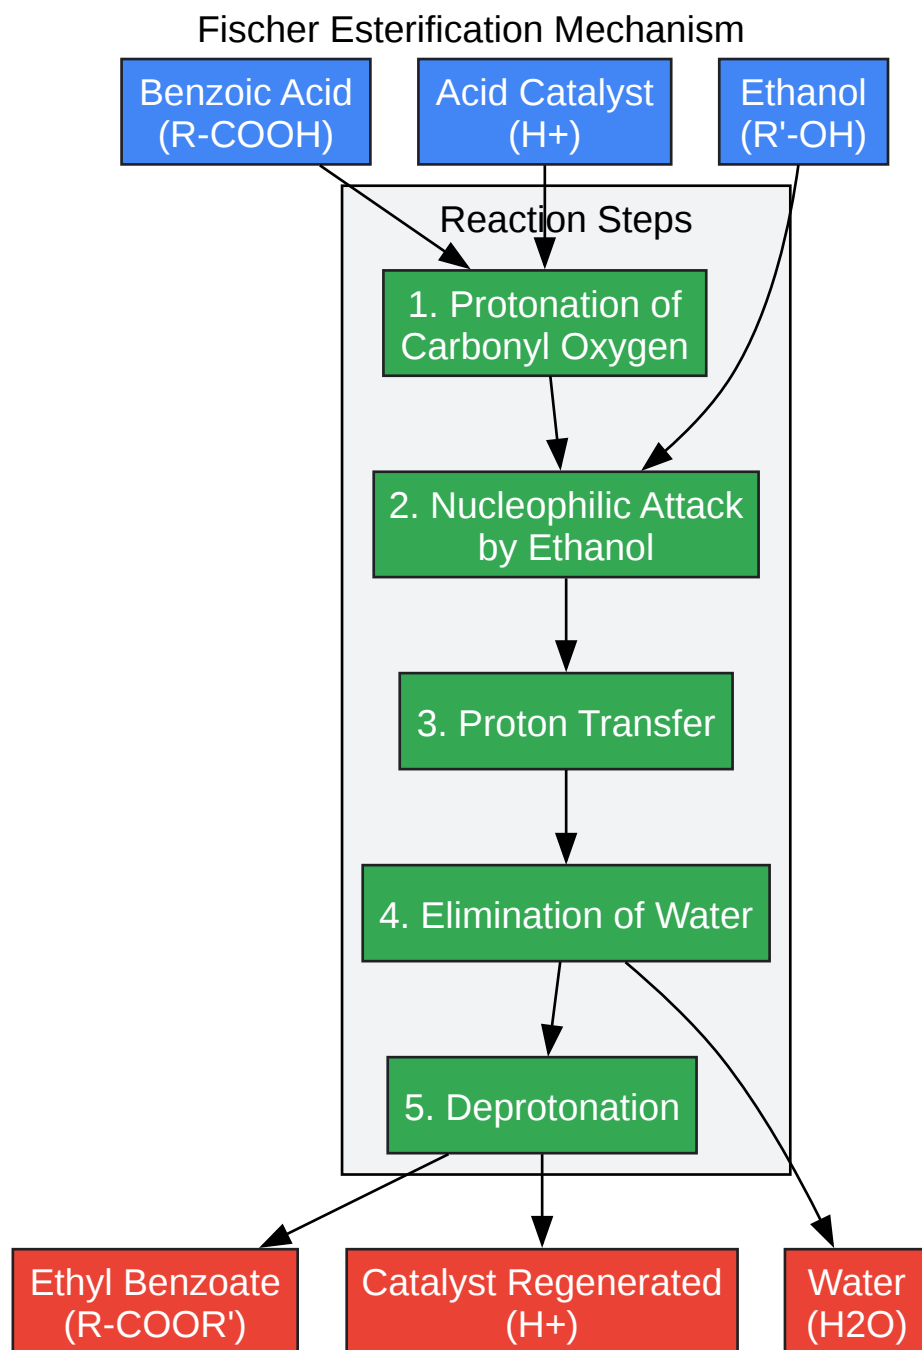 Fischer Esterification Mechanism
Benzoic Acid
(R-COOH)
Acid Catalyst
(H+)
Ethanol
(R'-OH)
Reaction Steps
1. Protonation of
Carbonyl Oxygen
2. Nucleophilic Attack
by Ethanol
3. Proton Transfer
4. Elimination of Water
5. Deprotonation
Ethyl Benzoate
(R-COOR')
Catalyst Regenerated
(H+)
Water
(H2O)